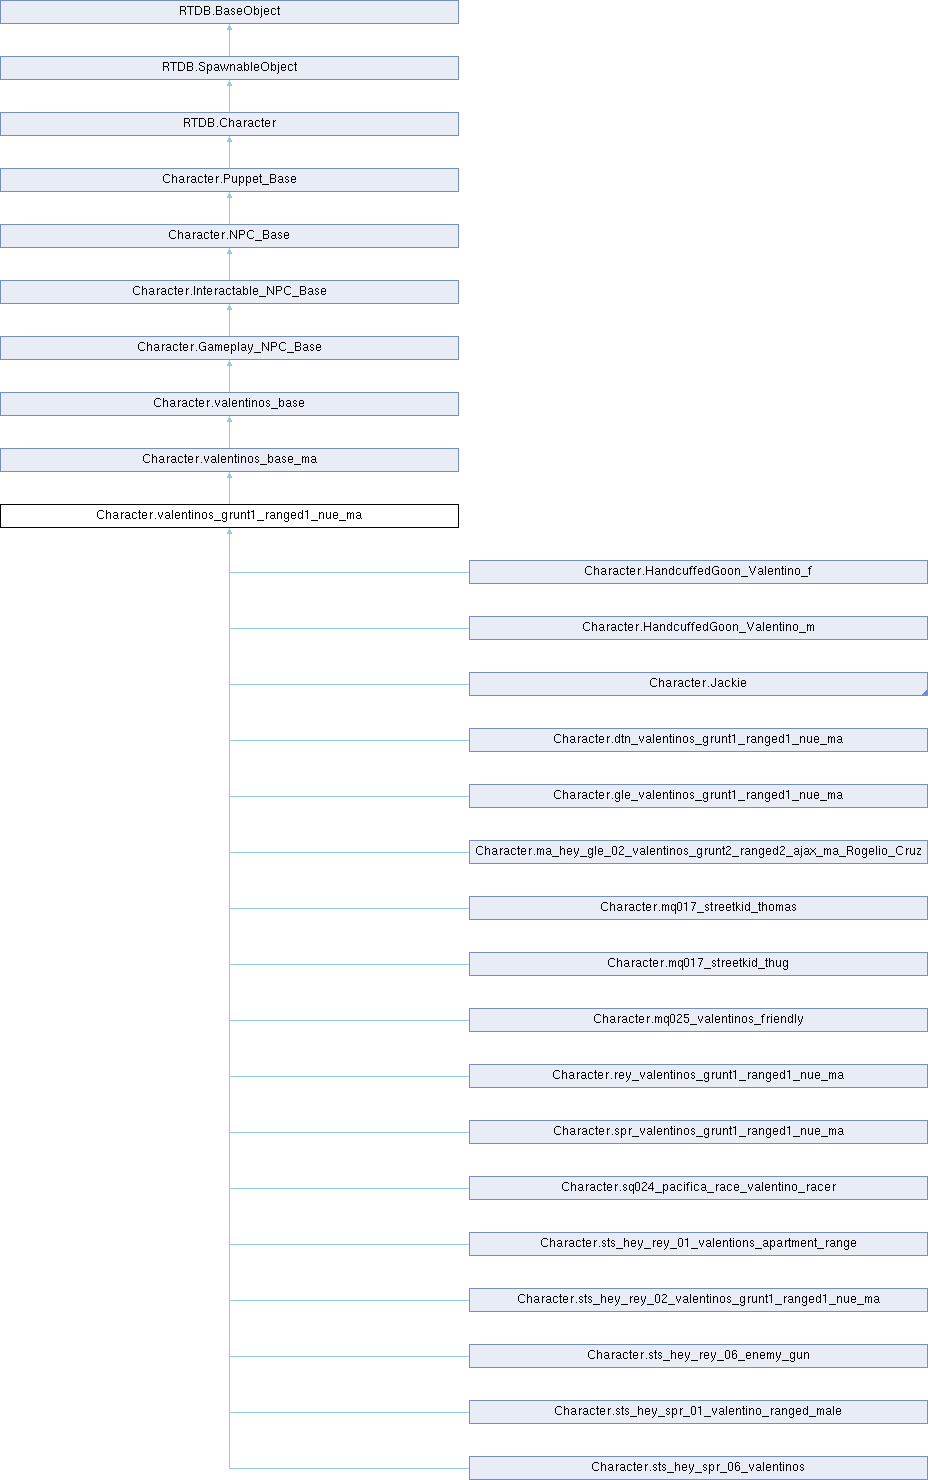 RTDB.BaseObject
RTDB.SpawnableObject
RTDB.Character
Character.Puppet_Base
Character.NPC_Base
Character.Interactable_NPC_Base
Character.Gameplay_NPC_Base
Character.valentinos_base
Character.valentinos_base_ma
Character.valentinos_grunt1_ranged1_nue_ma
Character.HandcuffedGoon_Valentino_f
Character.HandcuffedGoon_Valentino_m
Character.Jackie
Character.dtn_valentinos_grunt1_ranged1_nue_ma
Character.gle_valentinos_grunt1_ranged1_nue_ma
Character.ma_hey_gle_02_valentinos_grunt2_ranged2_ajax_ma_Rogelio_Cruz
Character.mq017_streetkid_thomas
Character.mq017_streetkid_thug
Character.mq025_valentinos_friendly
Character.rey_valentinos_grunt1_ranged1_nue_ma
Character.spr_valentinos_grunt1_ranged1_nue_ma
Character.sq024_pacifica_race_valentino_racer
Character.sts_hey_rey_01_valentions_apartment_range
Character.sts_hey_rey_02_valentinos_grunt1_ranged1_nue_ma
Character.sts_hey_rey_06_enemy_gun
Character.sts_hey_spr_01_valentino_ranged_male
Character.sts_hey_spr_06_valentinos